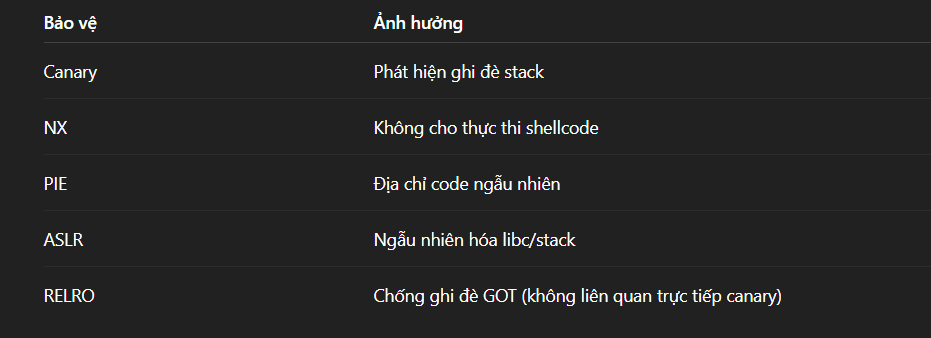 Bảo vệ Ảnh hưởng
Canary Phát hiện ghi đè stack
NX Không cho thực thi shellcode
PIE Địa chỉ code ngẫu nhiên
ASLR Ngẫu nhiên hóa libc/stack
RELRO Chống ghi đè GOT (không liên quan trực tiếp canary)